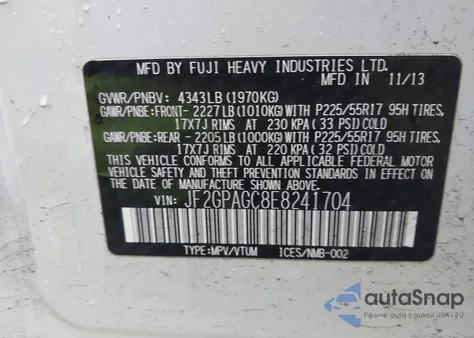 MFD BY FUJI HEAVY INDUSTRIES LTD.
MFD IN 11/13
GVWR/PNBV: 4343LB (1970KG)
GAWR/PNBE:FRONT- 2227LB (1010KG) WITH P225/55R17 95H TIRES,
17X7J RIMS AT 230 KPA (33 PSI) COLD
GAWR/PNBE:REAR - 2205LB (1000KG) WITH P225/55R17 95H TIRES,
17X7J RIMS AT 220 KPA (32 PSI) COLD
THIS VEHICLE CONFORMS TO ALL APPLICABLE FEDERAL MOTOR
VEHICLE SAFETY AND THEFT PREVENTION STANDARDS IN EFFECT ON THE
DATE OF MANUFACTURE SHOWN ABOVE.
VIN: JF2GPAGC8E8241704
TYPE:MPV/VTUM ICES/NMB-002
autoSnap
Pewne auto z USA i EU